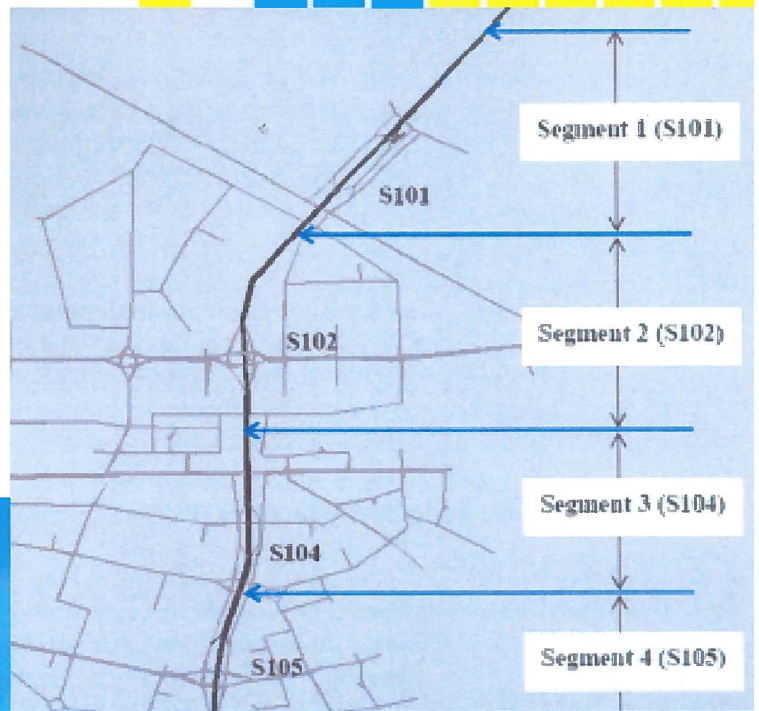 Segment 1 (S101)
S101
Segment 2 (S102)
S102
Segment 3 (S104)
S104
Segment 4 (S105)
S105